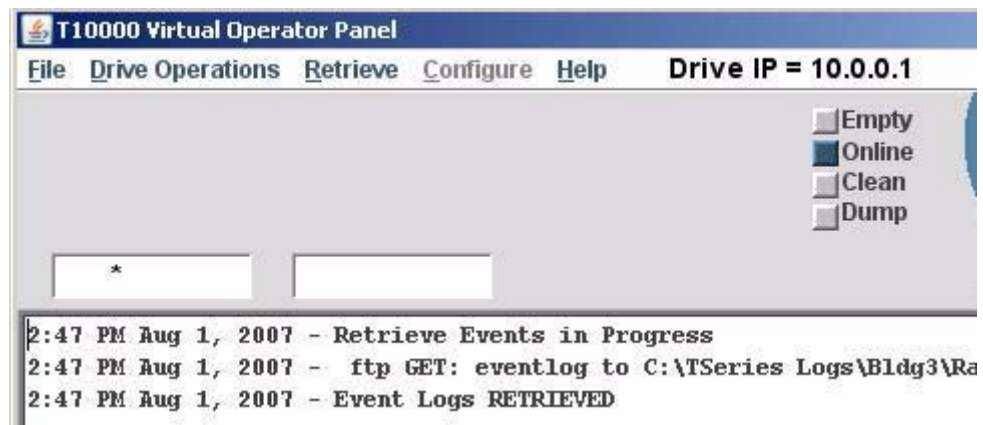 T10000 Virtual Operator Panel
File Drive Operations Retrieve Configure Help Drive IP = 10.0.0.1
Empty
Online
Clean
Dump
*
2:47 PM Aug 1, 2007 - Retrieve Events in Progress
2:47 PM Aug 1, 2007 - ftp GET: eventlog to C:\TSeries Logs\Bldg3\Ra
2:47 PM Aug 1, 2007 - Event Logs RETRIEVED